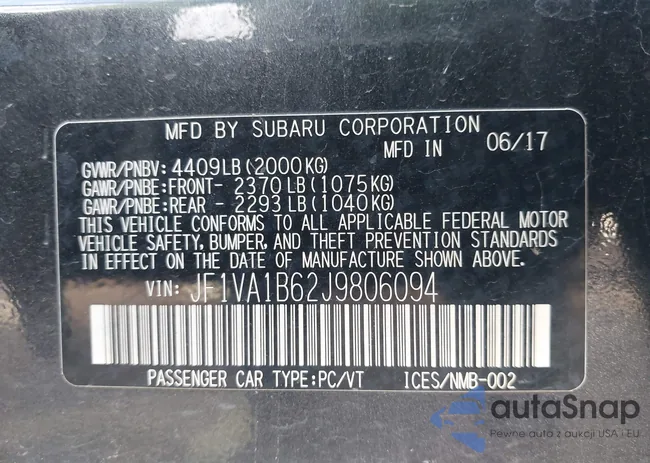 MFD BY SUBARU CORPORATION
MFD IN 06/17
GVWR/PNBV: 4409LB(2000KG)
GAWR/PNBE:FRONT- 2370LB(1075KG)
GAWR/PNBE:REAR - 2293LB(1040KG)
THIS VEHICLE CONFORMS TO ALL APPLICABLE FEDERAL MOTOR
VEHICLE SAFETY, BUMPER, AND THEFT PREVENTION STANDARDS
IN EFFECT ON THE DATE OF MANUFACTURE SHOWN ABOVE.
VIN: JF1VA1B62J9806094
PASSENGER CAR TYPE:PC/VT ICES/NMB-002
autaSnap
Pewne auta z aukcji USA i EU